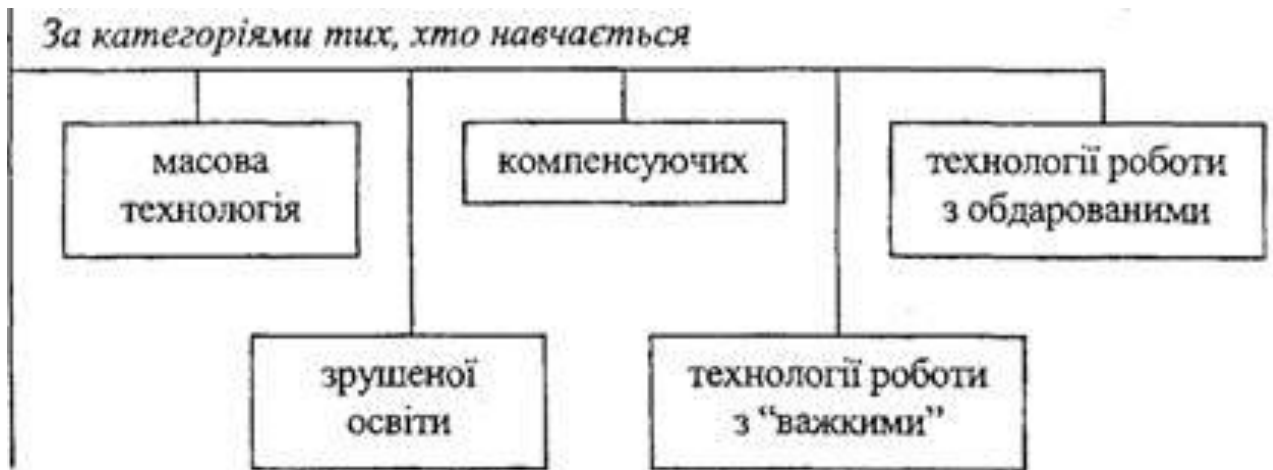 За категоріями тих, хто навчається
масова
технологія
компенсуючих
технології роботи
з обдарованими
зрушеної
освіти
технології роботи
з “важкими”